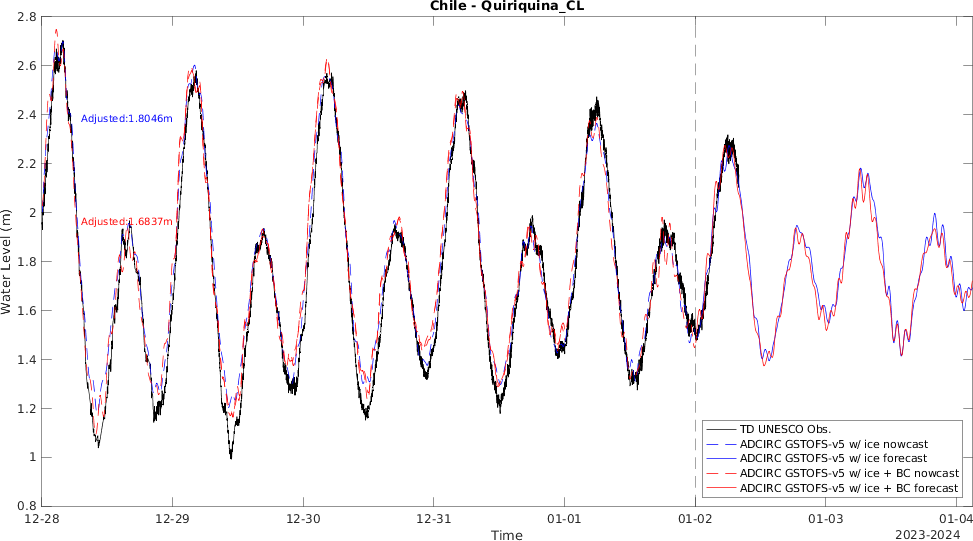 Chile - Quiriquina_CL
2.8
2.6
2.4
2.2
2
1.8
1.6
1.4
1.2
1
0.8
Water Level (m)
Adjusted:1.8046m
Adjusted:1.6837m
TD UNESCO Obs.
ADCIRC GSTOFS-v5 w/ ice nowcast
ADCIRC GSTOFS-v5 w/ ice forecast
ADCIRC GSTOFS-v5 w/ ice + BC nowcast
ADCIRC GSTOFS-v5 w/ ice + BC forecast
12-28 12-29 12-30 12-31 01-01 01-02 01-03 01-04
Time
2023-2024